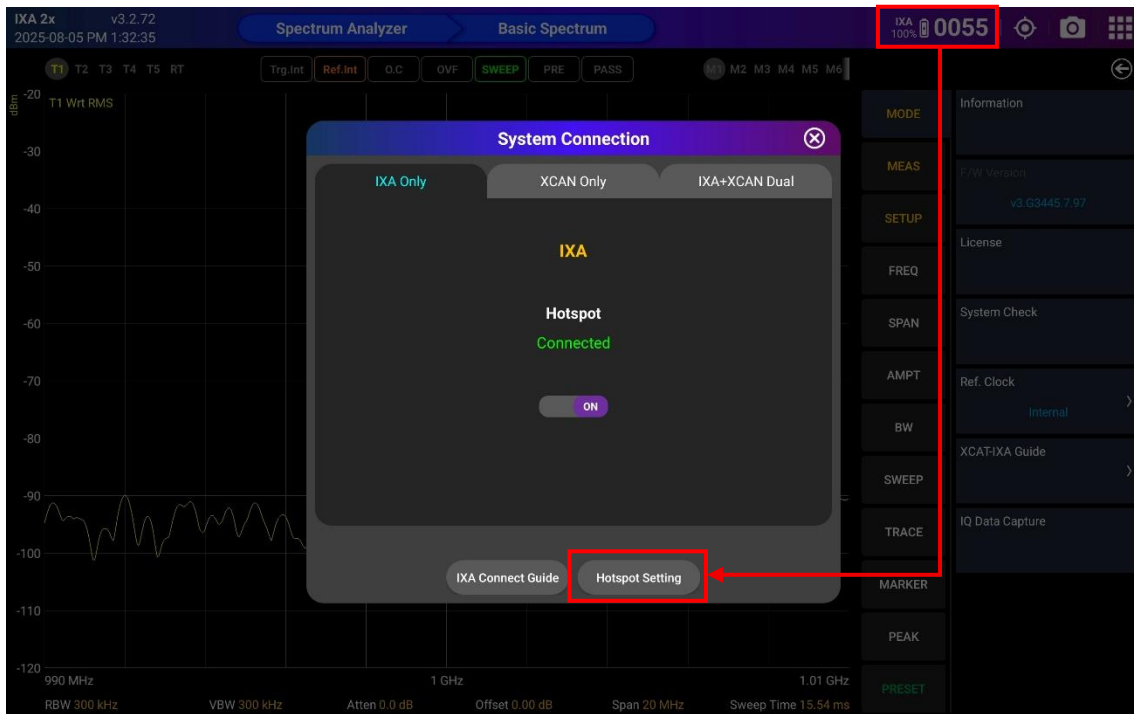 IXA 2x v3.2.72
2025-08-05 PM 1:32:35
Spectrum Analyzer
Basic Spectrum
IXA
100%
0055
T1 T2 T3 T4 T5 RT
Trg.Int Ref.Int O.C OVF SWEEP PRE PASS
M1 M2 M3 M4 M5 M6
dBm
-20
T1 Wrt RMS
-30
-40
-50
-60
-70
-80
-90
-100
-110
-120
System Connection
IXA Only
XCAN Only
IXA+XCAN Dual
IXA
Hotspot
Connected
ON
IXA Connect Guide
Hotspot Setting
990 MHz
1 GHz
1.01 GHz
RBW 300 kHz
VBW 300 kHz
Atten 0.0 dB
Offset 0.00 dB
Span 20 MHz
Sweep Time 15.54 ms
MODE
MEAS
SETUP
FREQ
SPAN
AMPT
BW
SWEEP
TRACE
MARKER
PEAK
PRESET
Information
F/W Version
v3.G3445.7.97
License
System Check
Ref. Clock
Internal
XCAT-IXA Guide
IQ Data Capture